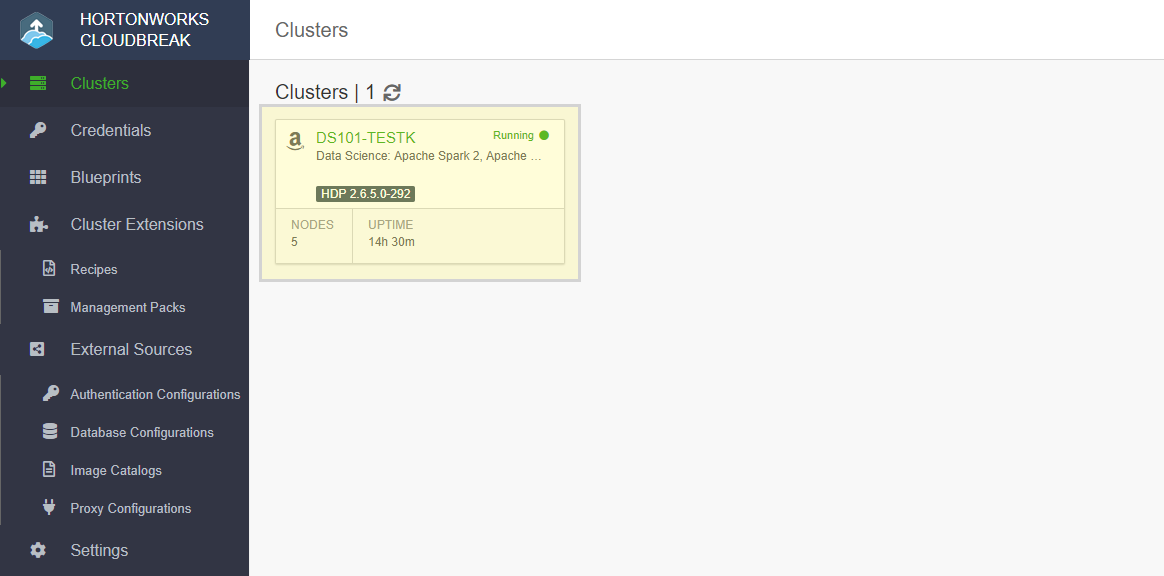 HORTONWORKS
CLOUDBREAK
Clusters
Credentials
Blueprints
Cluster Extensions
Recipes
Management Packs
External Sources
Authentication Configurations
Database Configurations
Image Catalogs
Proxy Configurations
Settings
Clusters
Clusters | 1
DS101-TESTK
Running
Data Science: Apache Spark 2, Apache ...
HDP 2.6.5.0-292
NODES
5
UPTIME
14h 30m